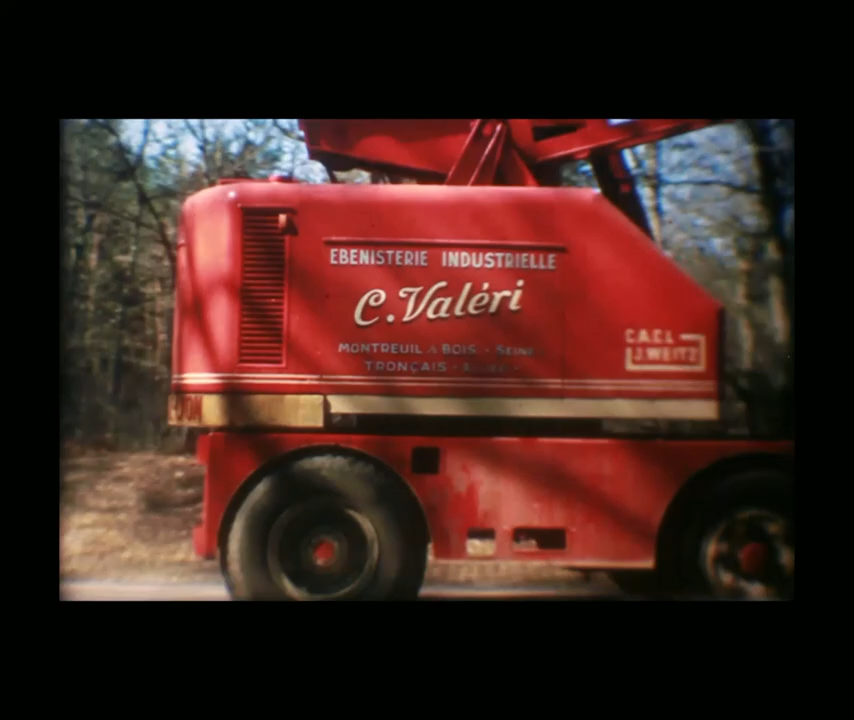 EBENISTERIE INDUSTRIELLE
C. Valéri
MONTREUIL s BOIS - SEINE
TRONÇAIS -
C.A.C.L
J.WEITZ